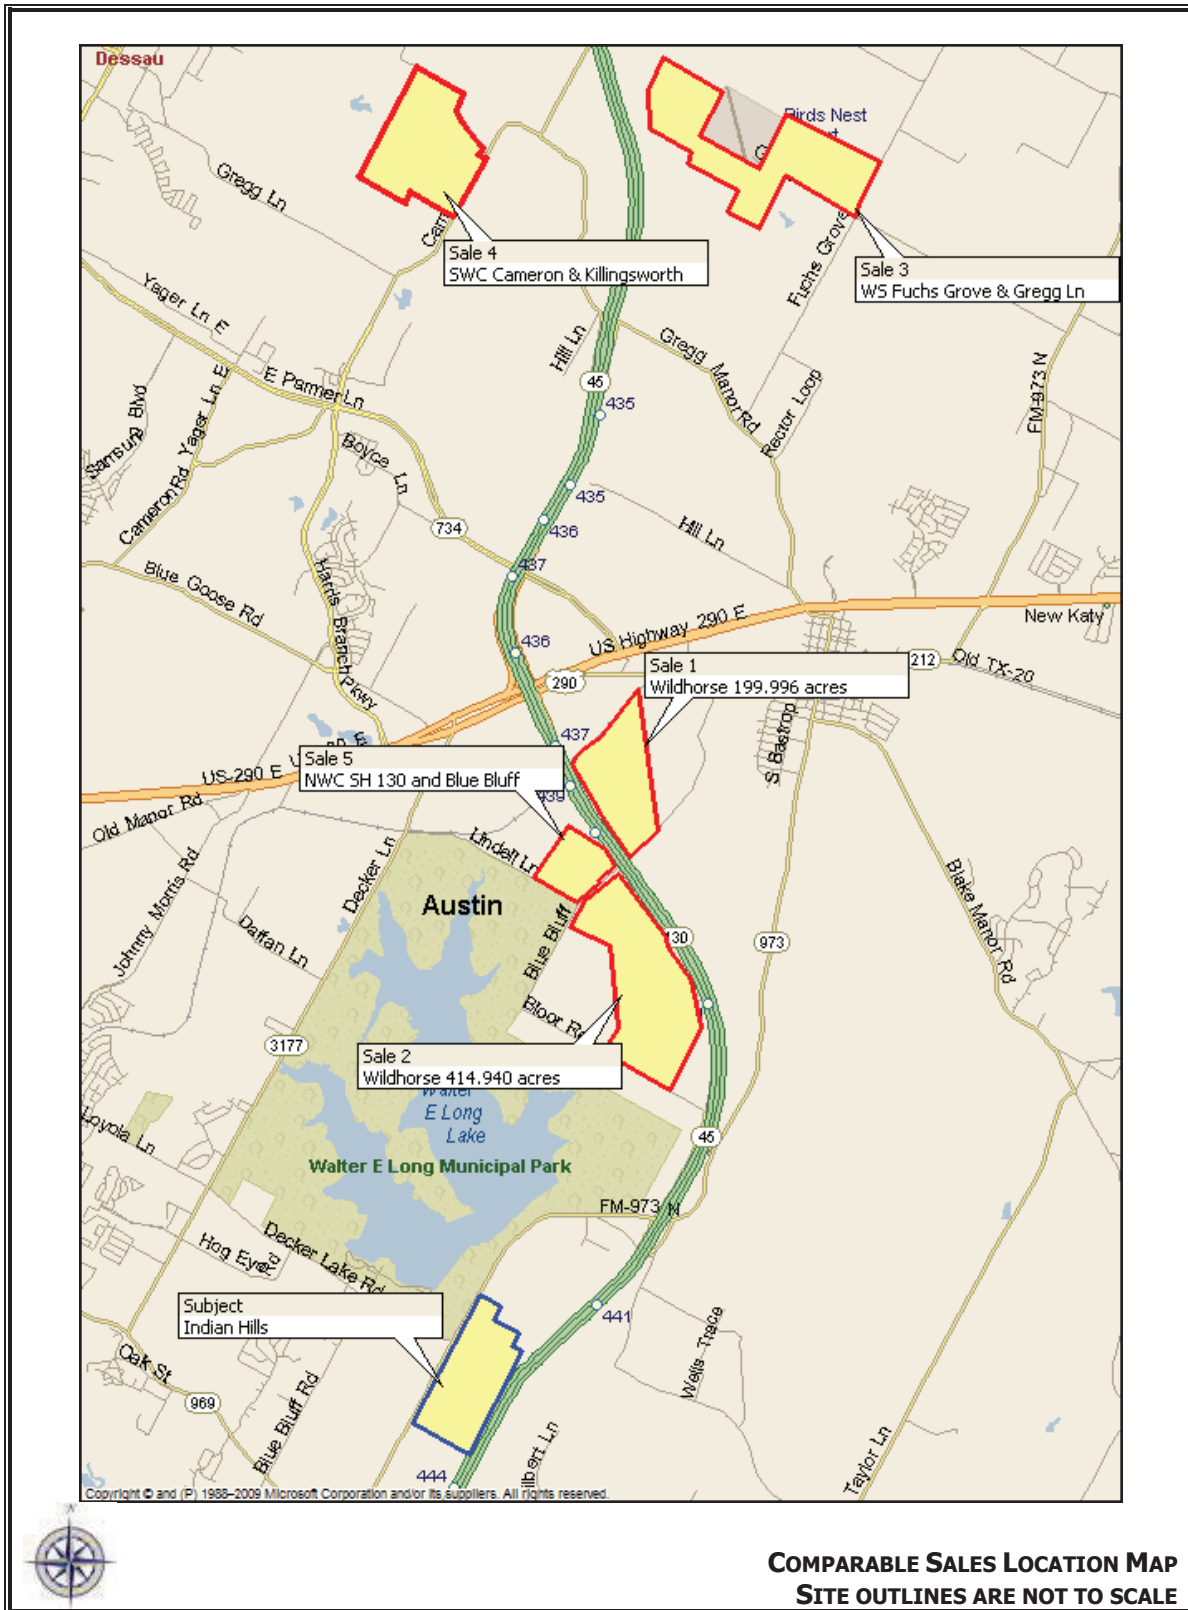 Dessau
Birds Nest
Gregg Ln
Fuchs Grove
Sale 4
SWC Cameron & Killingsworth
Sale 3
WS Fuchs Grove & Gregg Ln
Yager Ln E
Hill Ln
Gregg Manor Rd
FM-973 N
E Parmer Ln
45
435
Rector Loop
Samsung Blvd
Cameron Rd
Yager Ln E
Boyce Ln
435
734
436
Hill Ln
437
Blue Goose Rd
Harris Branch Pkwy
US Highway 290 E
New Katy
436
212
Old TX-20
290
Sale 1
Wildhorse 199.996 acres
S Bastrop
437
Sale 5
NWC SH 130 and Blue Bluff
US-290 E
439
Old Manor Rd
Lindell Ln
Johnny Morris Rd
Decker Ln
Austin
Blake Manor Rd
Daffan Ln
Blue Bluff
130
973
Bloor Rd
3177
Sale 2
Wildhorse 414.940 acres
Walter
E Long
Lake
Loyola Ln
45
Walter E Long Municipal Park
FM-973 N
Hog Eye Rd
Decker Lake Rd
Subject
Indian Hills
441
Wells Trace
Oak St
969
Blue Bluff Rd
ilbert Ln
Taylor Ln
444
Copyright © and (P) 1988–2009 Microsoft Corporation and/or its suppliers. All rights reserved.
N
COMPARABLE SALES LOCATION MAP
SITE OUTLINES ARE NOT TO SCALE